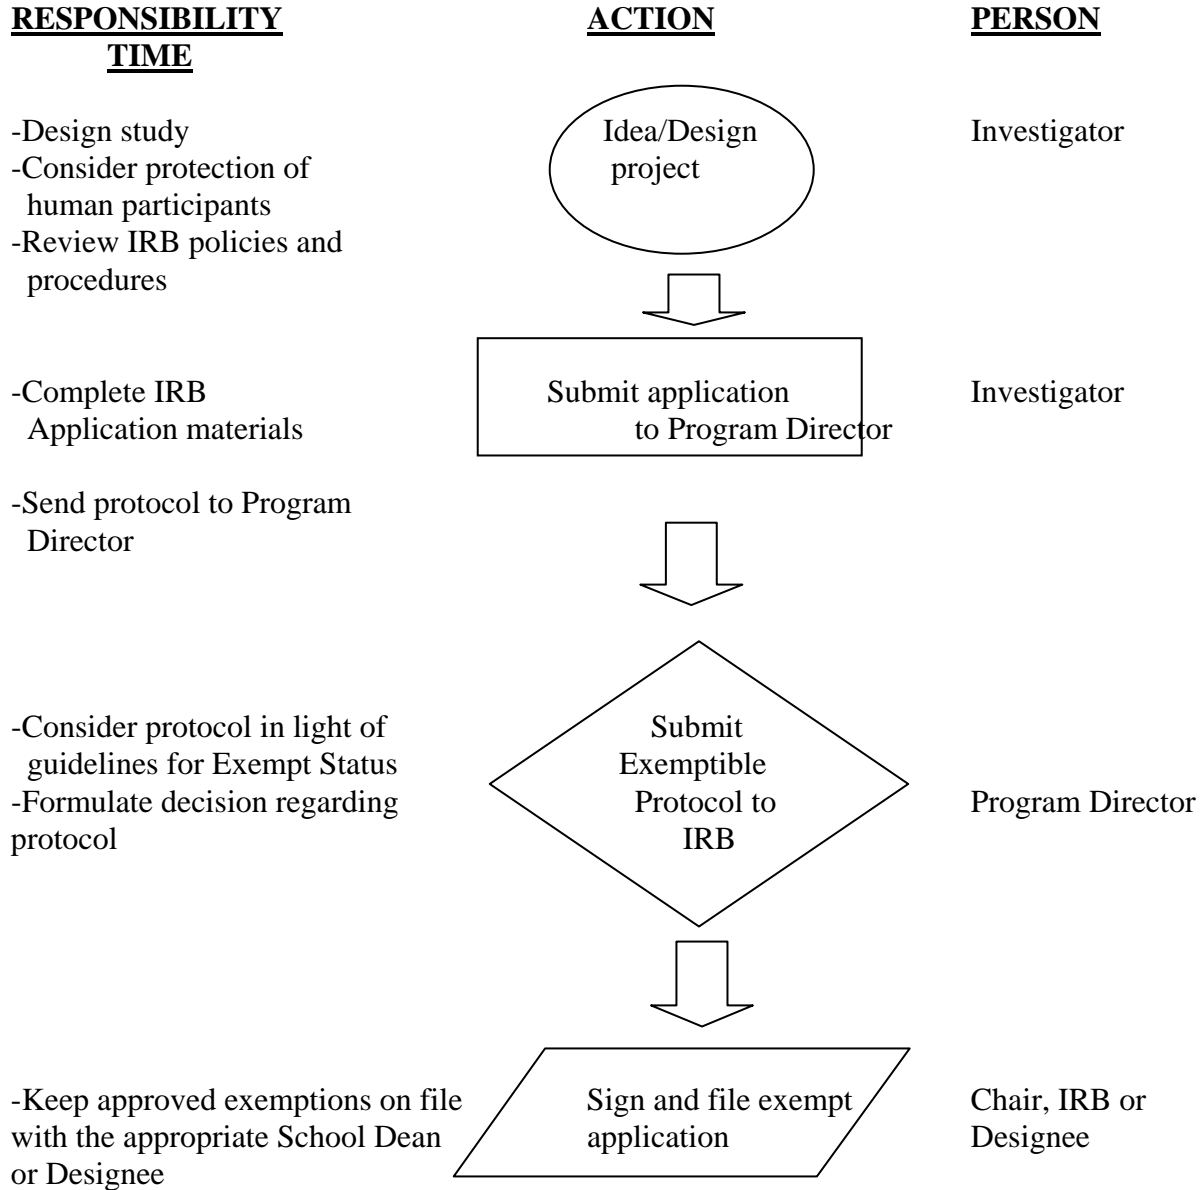 RESPONSIBILITY ACTION PERSON
TIME
-Design study Idea/Design Investigator
-Consider protection of project
human participants
-Review IRB policies and
procedures
-Complete IRB Submit application Investigator
Application materials to Program Director
-Send protocol to Program
Director
-Consider protocol in light of Submit
guidelines for Exempt Status Exemptible
-Formulate decision regarding Protocol to Program Director
protocol IRB
-Keep approved exemptions on file Sign and file exempt Chair, IRB or
with the appropriate School Dean application Designee
or Designee